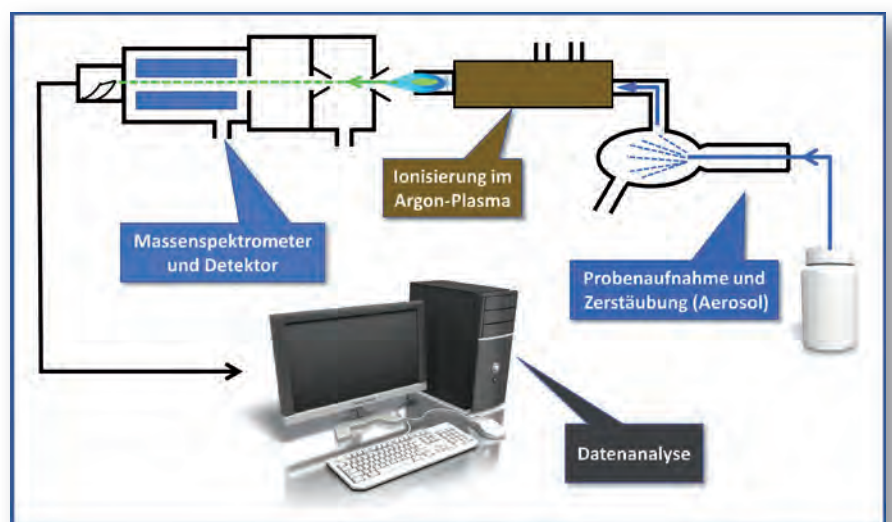 Ionisierung im
Argon-Plasma
Massenspektrometer
und Detektor
Probenaufnahme und
Zerstäubung (Aerosol)
Datenanalyse